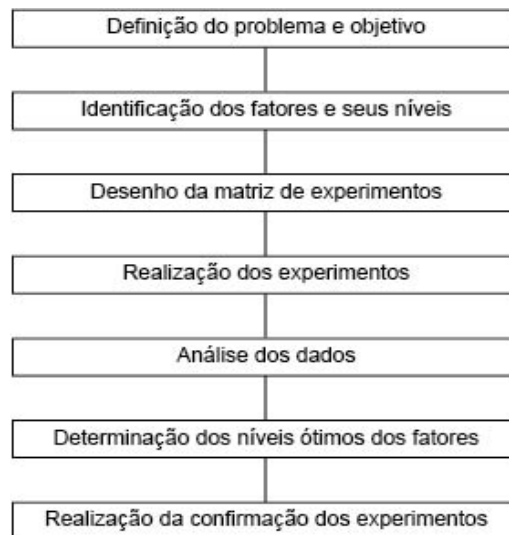 Definição do problema e objetivo
Identificação dos fatores e seus níveis
Desenho da matriz de experimentos
Realização dos experimentos
Análise dos dados
Determinação dos níveis ótimos dos fatores
Realização da confirmação dos experimentos